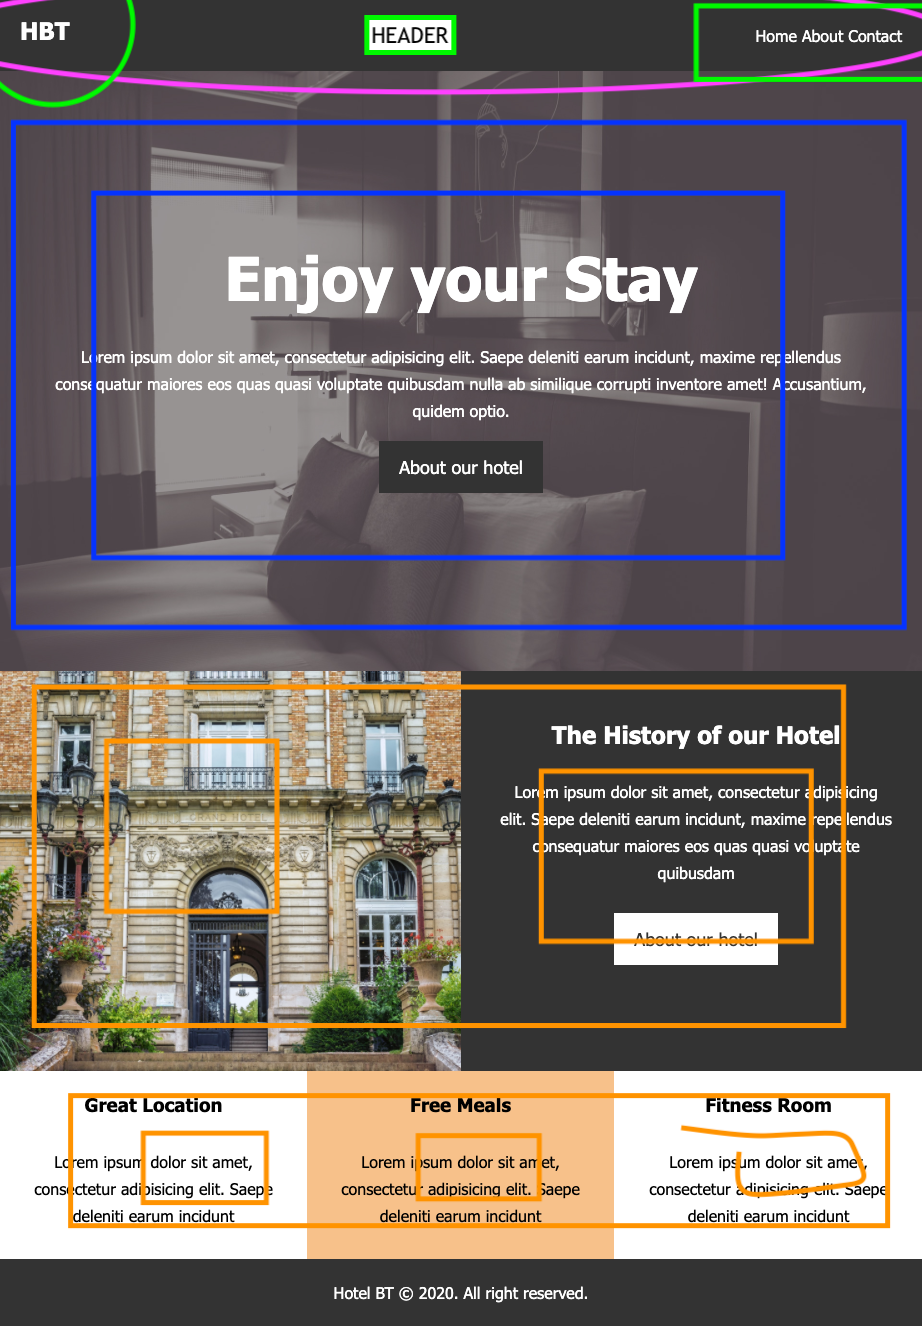 HBT
HEADER
Home About Contact
Enjoy your Stay
Lorem ipsum dolor sit amet, consectetur adipisicing elit. Saepe deleniti earum incidunt, maxime repellendus
consequatur maiores eos quas quasi voluptate quibusdam nulla ab similique corrupti inventore amet! Accusantium,
quidem optio.
About our hotel
GRAND HOTEL
The History of our Hotel
Lorem ipsum dolor sit amet, consectetur adipisicing
elit. Saepe deleniti earum incidunt, maxime repellendus
consequatur maiores eos quas quasi voluptate
quibusdam
About our hotel
Great Location
Lorem ipsum dolor sit amet,
consectetur adipisicing elit. Saepe
deleniti earum incidunt
Free Meals
Lorem ipsum dolor sit amet,
consectetur adipisicing elit. Saepe
deleniti earum incidunt
Fitness Room
Lorem ipsum dolor sit amet,
consectetur adipisicing elit. Saepe
deleniti earum incidunt
Hotel BT © 2020. All right reserved.